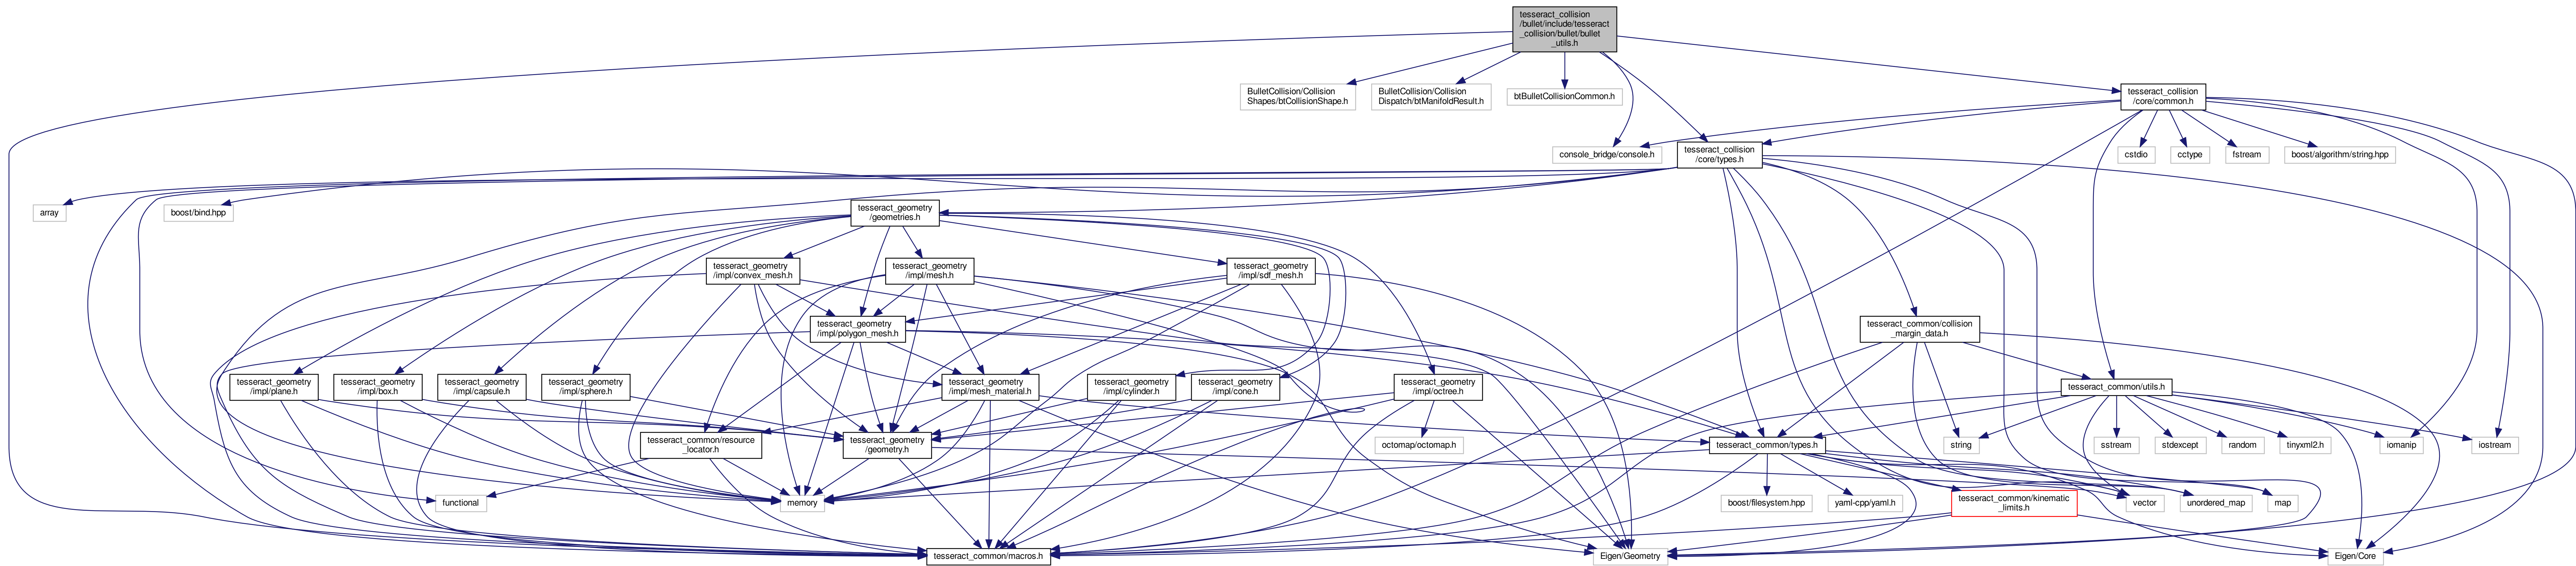 tesseract_collision
/bullet/include/tesseract
_collision/bullet/bullet
_utils.h
BulletCollision/Collision
Shapes/btCollisionShape.h
BulletCollision/Collision
Dispatch/btManifoldResult.h
btBulletCollisionCommon.h
tesseract_collision
/core/common.h
console_bridge/console.h
tesseract_collision
/core/types.h
cstdio
cctype
fstream
boost/algorithm/string.hpp
array
boost/bind.hpp
tesseract_geometry
/geometries.h
tesseract_geometry
/impl/convex_mesh.h
tesseract_geometry
/impl/mesh.h
tesseract_geometry
/impl/sdf_mesh.h
tesseract_geometry
/impl/polygon_mesh.h
tesseract_common/collision
_margin_data.h
tesseract_geometry
/impl/plane.h
tesseract_geometry
/impl/box.h
tesseract_geometry
/impl/capsule.h
tesseract_geometry
/impl/sphere.h
tesseract_geometry
/impl/mesh_material.h
tesseract_geometry
/impl/cylinder.h
tesseract_geometry
/impl/cone.h
tesseract_geometry
/impl/octree.h
tesseract_common/utils.h
tesseract_common/resource
_locator.h
tesseract_geometry
/geometry.h
octomap/octomap.h
tesseract_common/types.h
string
sstream
stdexcept
random
tinyxml2.h
iomanip
iostream
functional
memory
boost/filesystem.hpp
yaml-cpp/yaml.h
tesseract_common/kinematic
_limits.h
vector
unordered_map
map
tesseract_common/macros.h
Eigen/Geometry
Eigen/Core